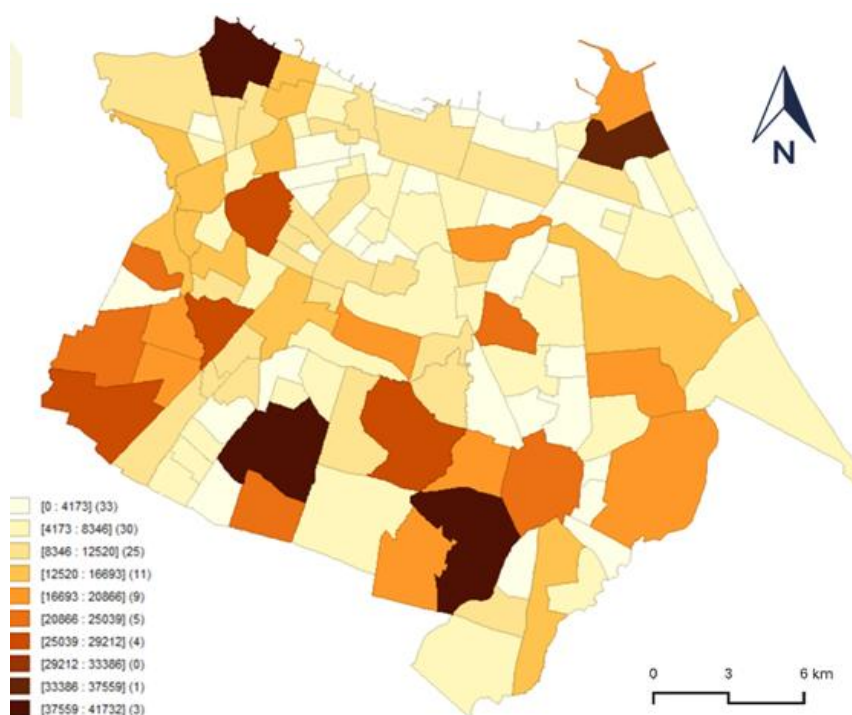 N
[0 : 4173] (33)
[4173 : 8346] (30)
[8346 : 12520] (25)
[12520 : 16693] (11)
[16693 : 20866] (9)
[20866 : 25039] (5)
[25039 : 29212] (4)
[29212 : 33386] (0)
[33386 : 37559] (1)
[37559 : 41732] (3)
0 3 6 km